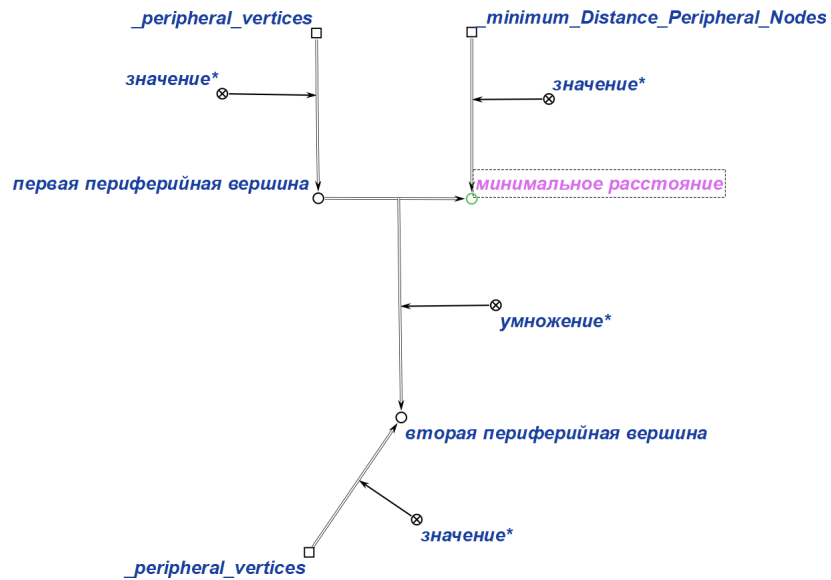 _peripheral_vertices
_minimum_Distance_Peripheral_Nodes
значение*
значение*
первая периферийная вершина
минимальное расстояние
умножение*
вторая периферийная вершина
значение*
_peripheral_vertices